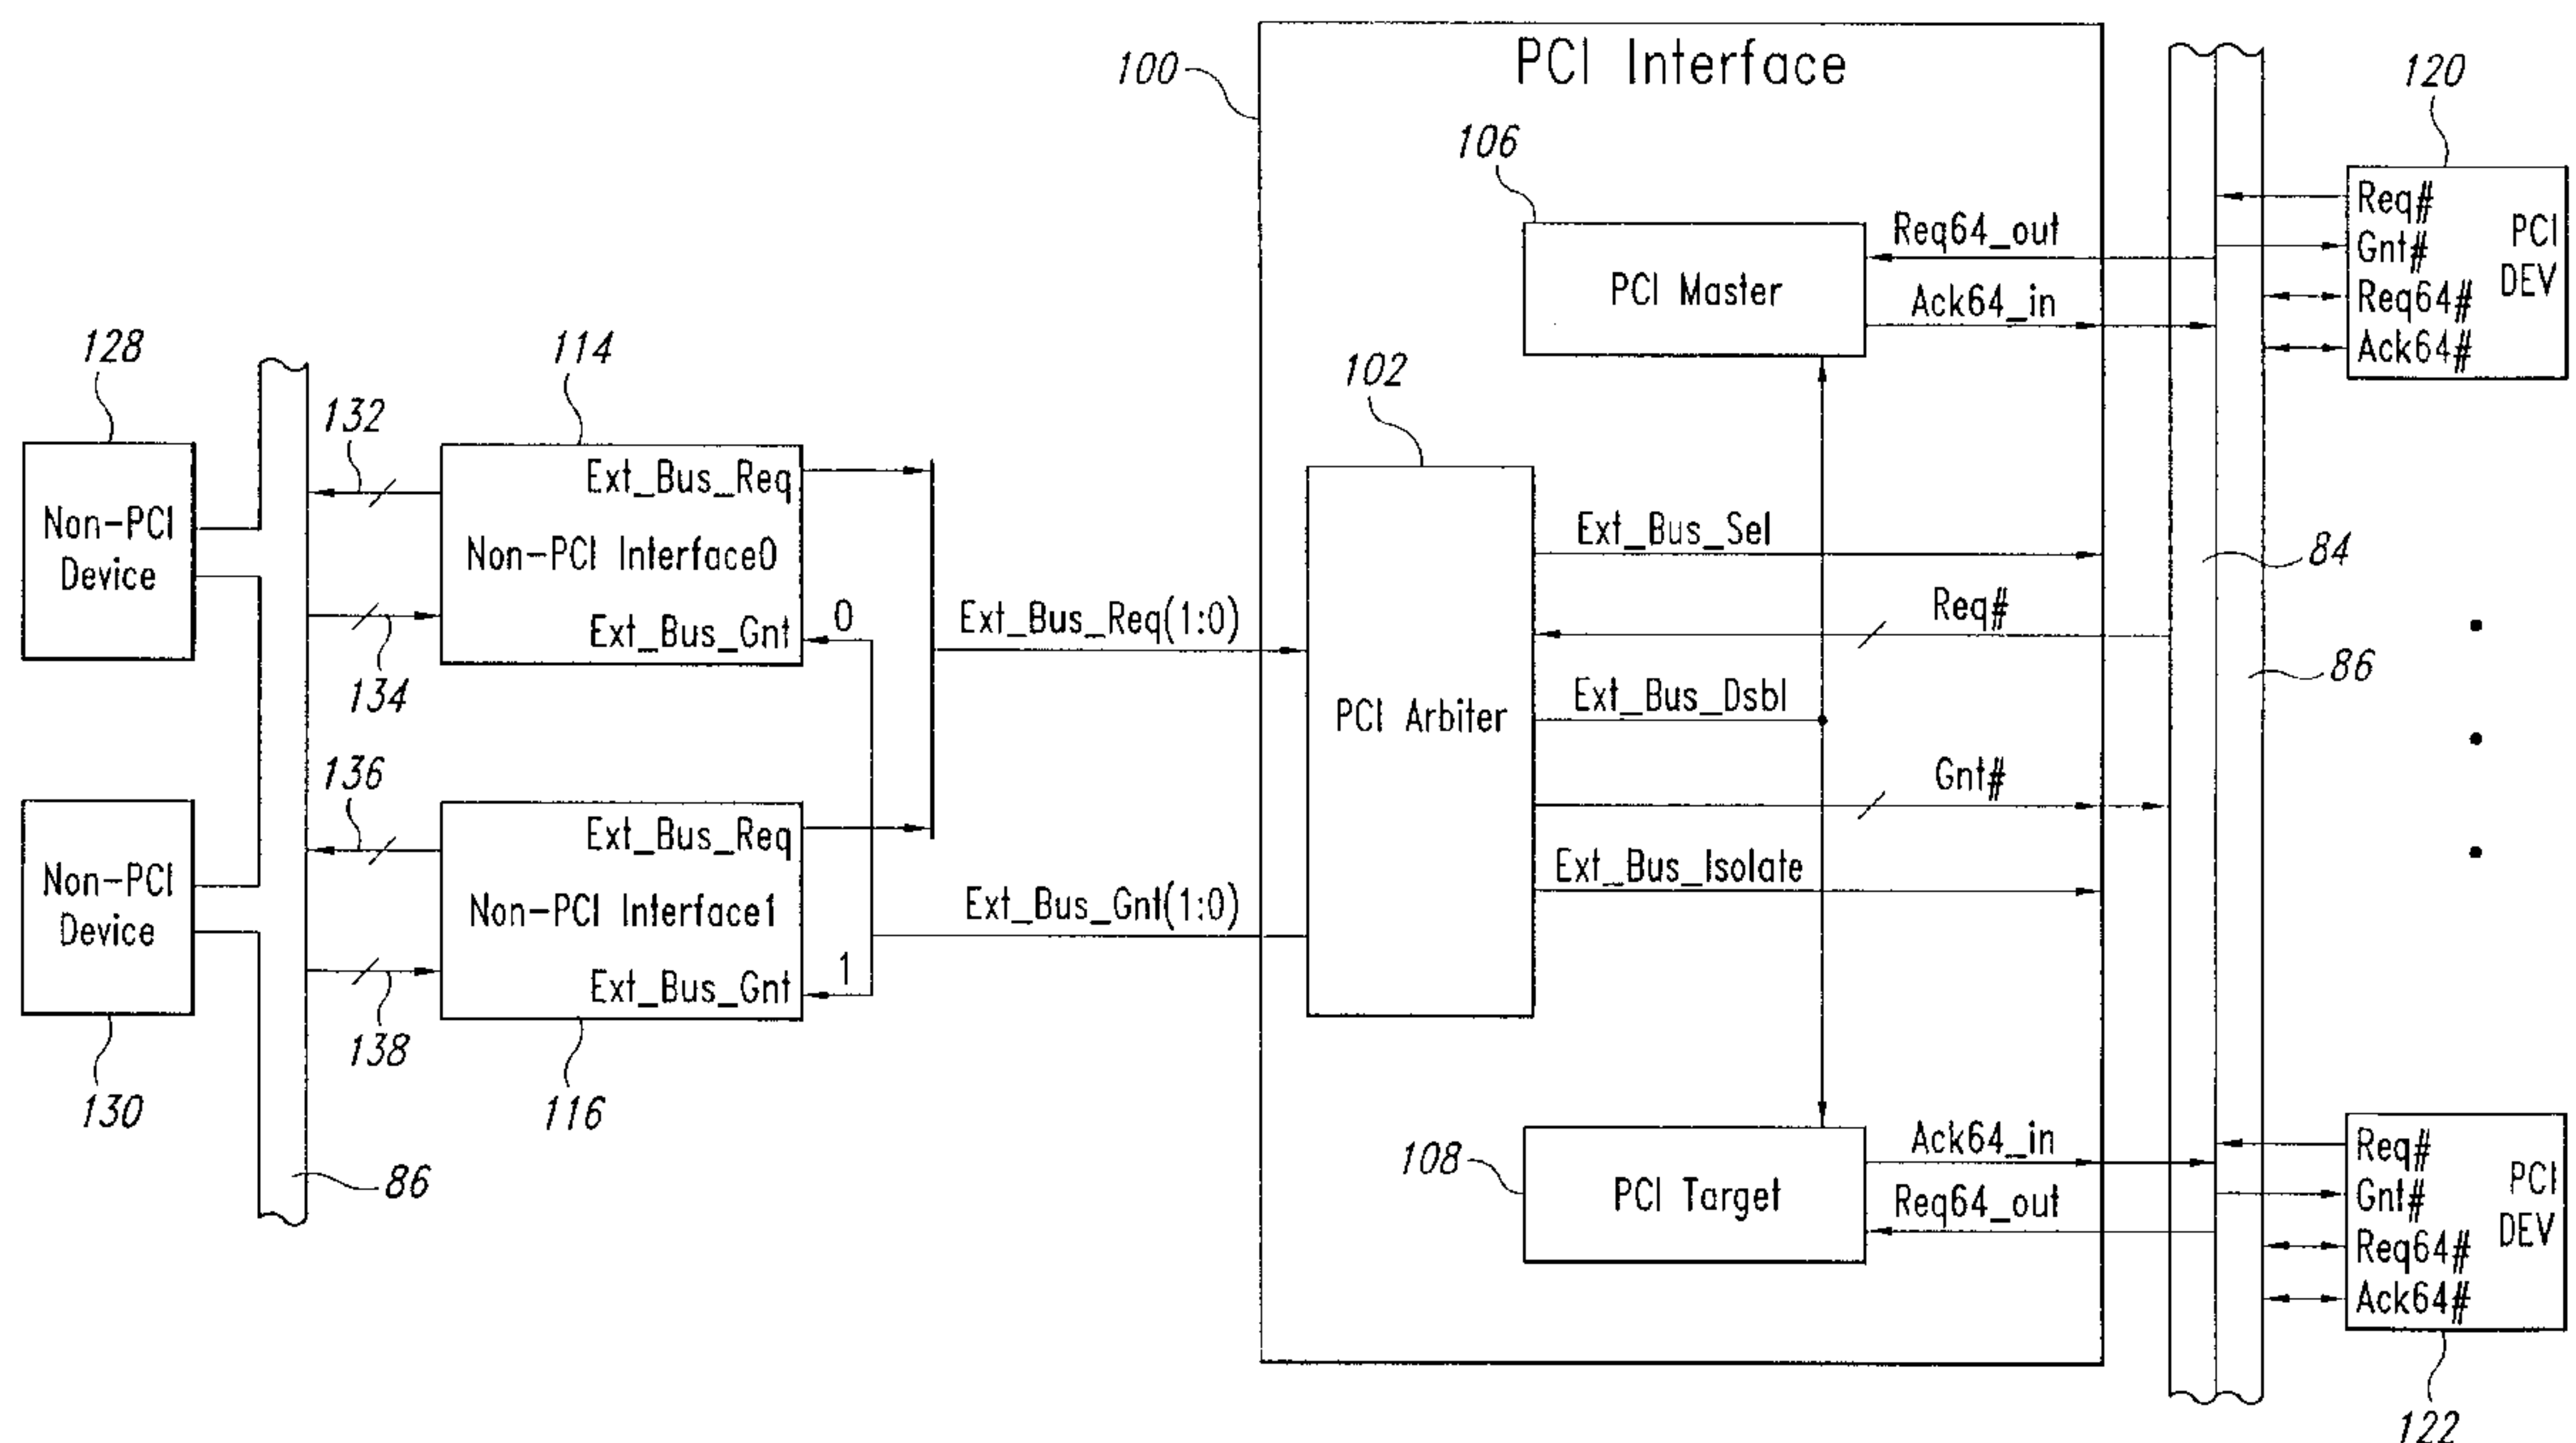 PCI Interface
100
120
106
Req#
Gnt#
Req64#
Ack64#
PCI
DEV
Req64_out
PCI Master
Ack64_in
128
114
102
132
Non-PCI
Device
Ext_Bus_Req
Non-PCI Interface0
Ext_Bus_Gnt
0
134
Ext_Bus_Req(1:0)
PCI Arbiter
Ext_Bus_Sel
Req#
Ext_Bus_Dsbl
Gnt#
Ext_Bus_Isolate
84
86
136
Non-PCI
Device
Ext_Bus_Req
Non-PCI Interface1
Ext_Bus_Gnt
1
Ext_Bus_Gnt(1:0)
138
130
116
86
108
PCI Target
Ack64_in
Req64_out
Req#
Gnt#
Req64#
Ack64#
PCI
DEV
122